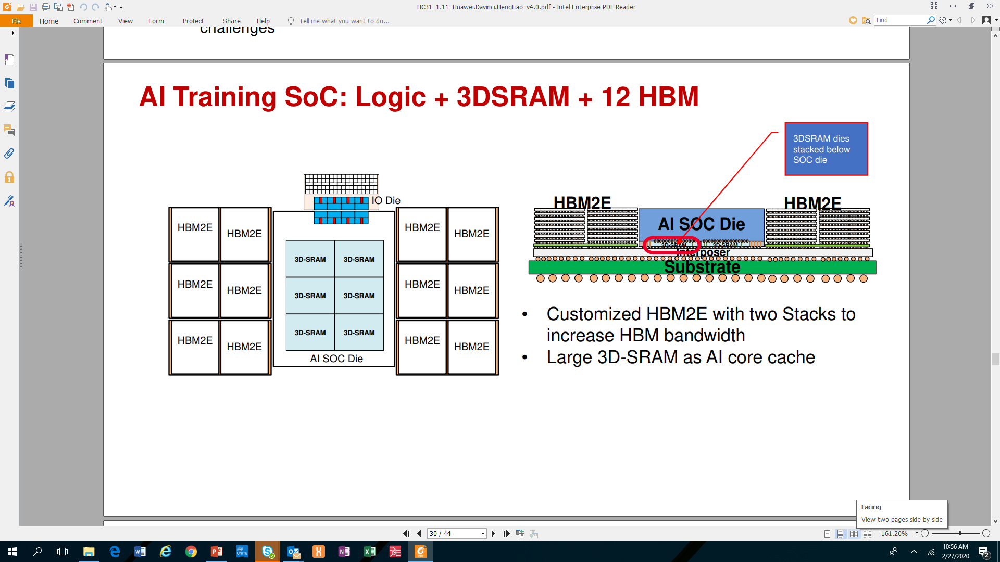 HC31_1.11_Huawei.Davinci.HengLiao_v4.0.pdf - Intel Enterprise PDF Reader
File Home Comment View Form Protect Share Help Tell me what you want to do... Find
challenges
AI Training SoC: Logic + 3DSRAM + 12 HBM
3DSRAM dies
stacked below
SOC die
IO Die
HBM2E HBM2E HBM2E HBM2E
3D-SRAM 3D-SRAM
HBM2E HBM2E HBM2E HBM2E
3D-SRAM 3D-SRAM
HBM2E HBM2E HBM2E HBM2E
3D-SRAM 3D-SRAM
AI SOC Die
HBM2E HBM2E
AI SOC Die
3D-SRAM 3D-SRAM
Interposer
Substrate
• Customized HBM2E with two Stacks to
increase HBM bandwidth
• Large 3D-SRAM as AI core cache
Facing
View two pages side-by-side
30 / 44
161.20%
10:56 AM
2/27/2020
2